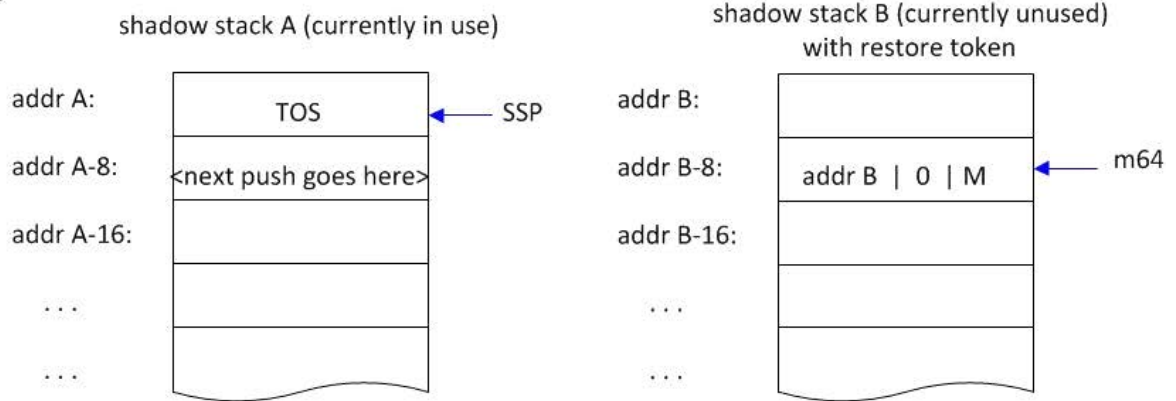 shadow stack A (currently in use)
addr A:
TOS
SSP
addr A-8:
<next push goes here>
addr A-16:
. . .
. . .
shadow stack B (currently unused)
with restore token
addr B:
addr B-8:
addr B | 0 | M
m64
addr B-16:
. . .
. . .